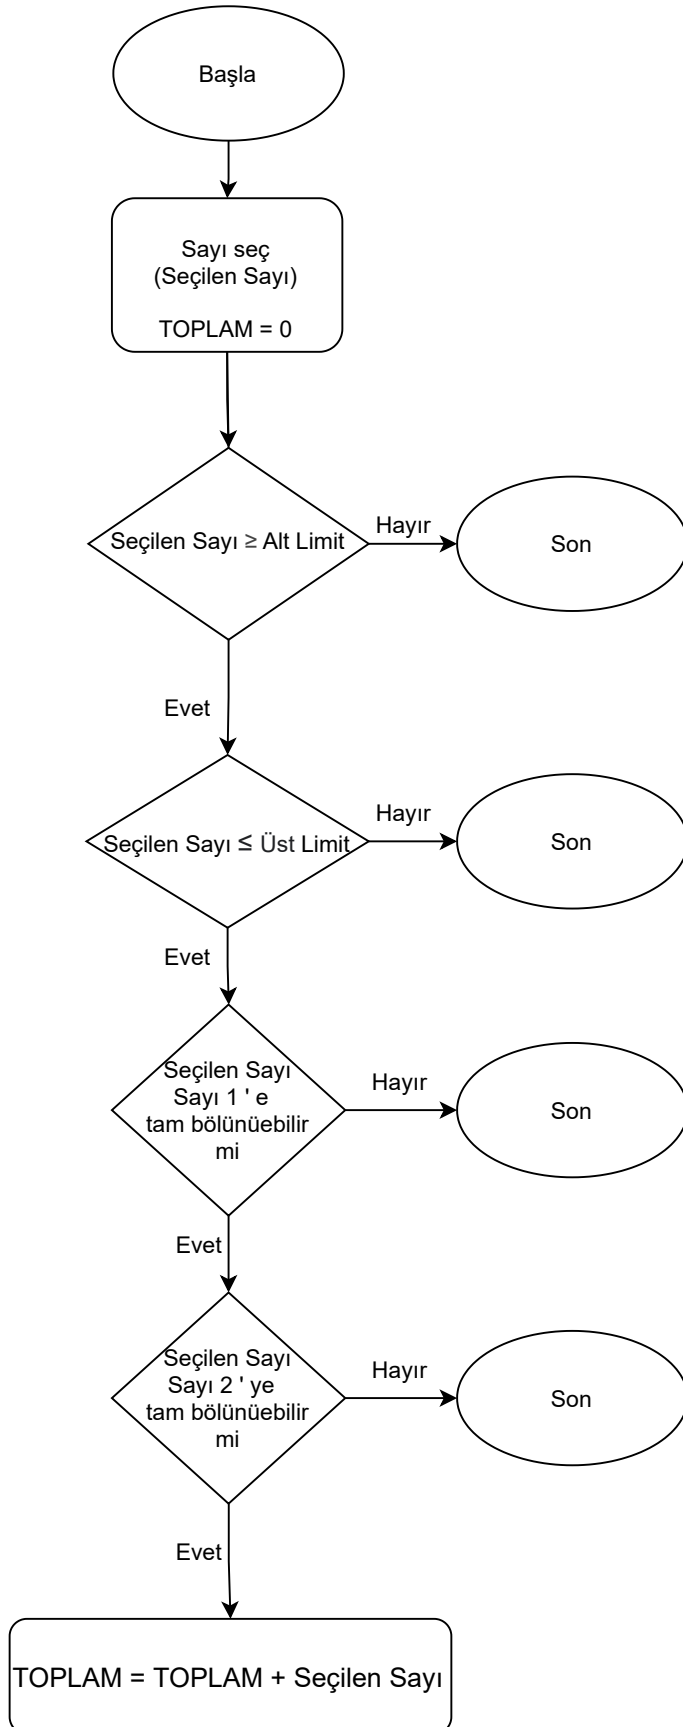 Başla
Sayı seç
(Seçilen Sayı)
TOPLAM = 0
Seçilen Sayı ≥ Alt Limit
Hayır
Son
Evet
Seçilen Sayı ≤ Üst Limit
Hayır
Son
Evet
Seçilen Sayı
Sayı 1 ' e
tam bölünüebilir
mi
Hayır
Son
Evet
Seçilen Sayı
Sayı 2 ' ye
tam bölünüebilir
mi
Hayır
Son
Evet
TOPLAM = TOPLAM + Seçilen Sayı